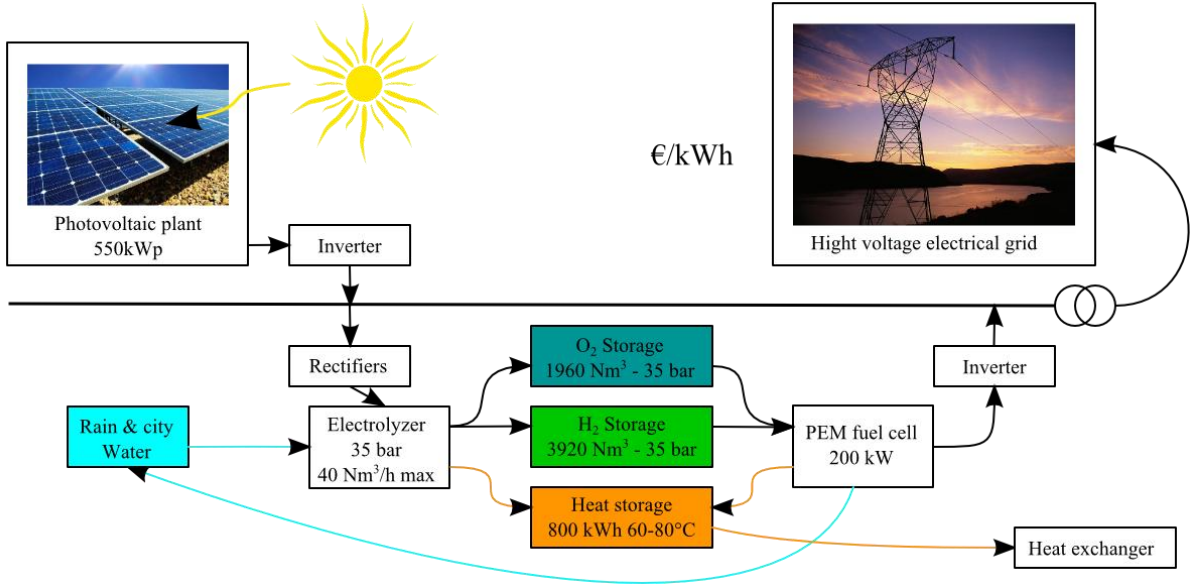 Photovoltaic plant
550kWp
€/kWh
Hight voltage electrical grid
Inverter
Rectifiers
O₂ Storage
1960 Nm³ - 35 bar
Inverter
Rain & city
Water
Electrolyzer
35 bar
40 Nm³/h max
H₂ Storage
3920 Nm³ - 35 bar
PEM fuel cell
200 kW
Heat storage
800 kWh 60-80°C
Heat exchanger